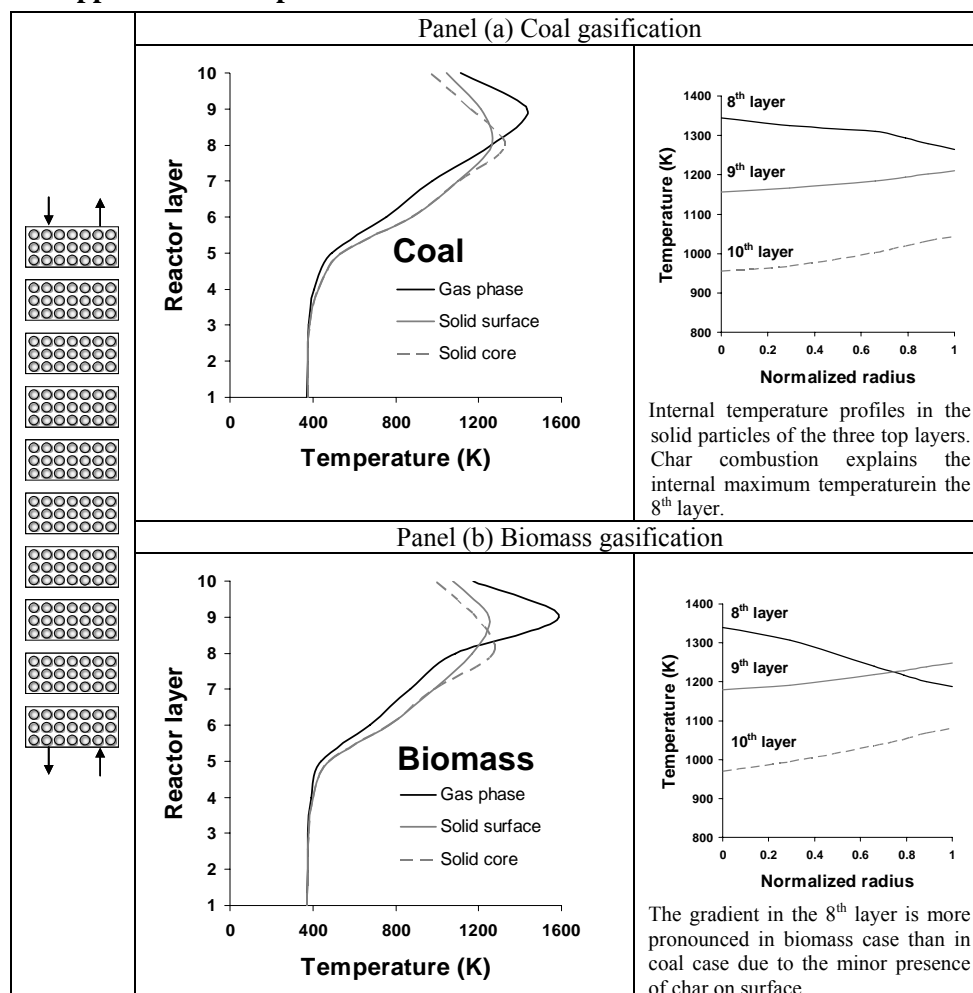 Panel (a) Coal gasification
10
9
8
7
6
5
4
3
2
1
Reactor layer
Coal
Gas phase
Solid surface
Solid core
0 400 800 1200 1600
Temperature (K)
1400
1300
1200
1100
1000
900
800
Temperature (K)
8th layer
9th layer
10th layer
0 0.2 0.4 0.6 0.8 1
Normalized radius
Internal temperature profiles in the
solid particles of the three top layers.
Char combustion explains the
internal maximum temperaturein the
8th layer.
Panel (b) Biomass gasification
10
9
8
7
6
5
4
3
2
1
Reactor layer
Biomass
Gas phase
Solid surface
Solid core
0 400 800 1200 1600
Temperature (K)
1400
1300
1200
1100
1000
900
800
Temperature (K)
8th layer
9th layer
10th layer
0 0.2 0.4 0.6 0.8 1
Normalized radius
The gradient in the 8th layer is more
pronounced in biomass case than in
coal case due to the minor presence
of char on surface